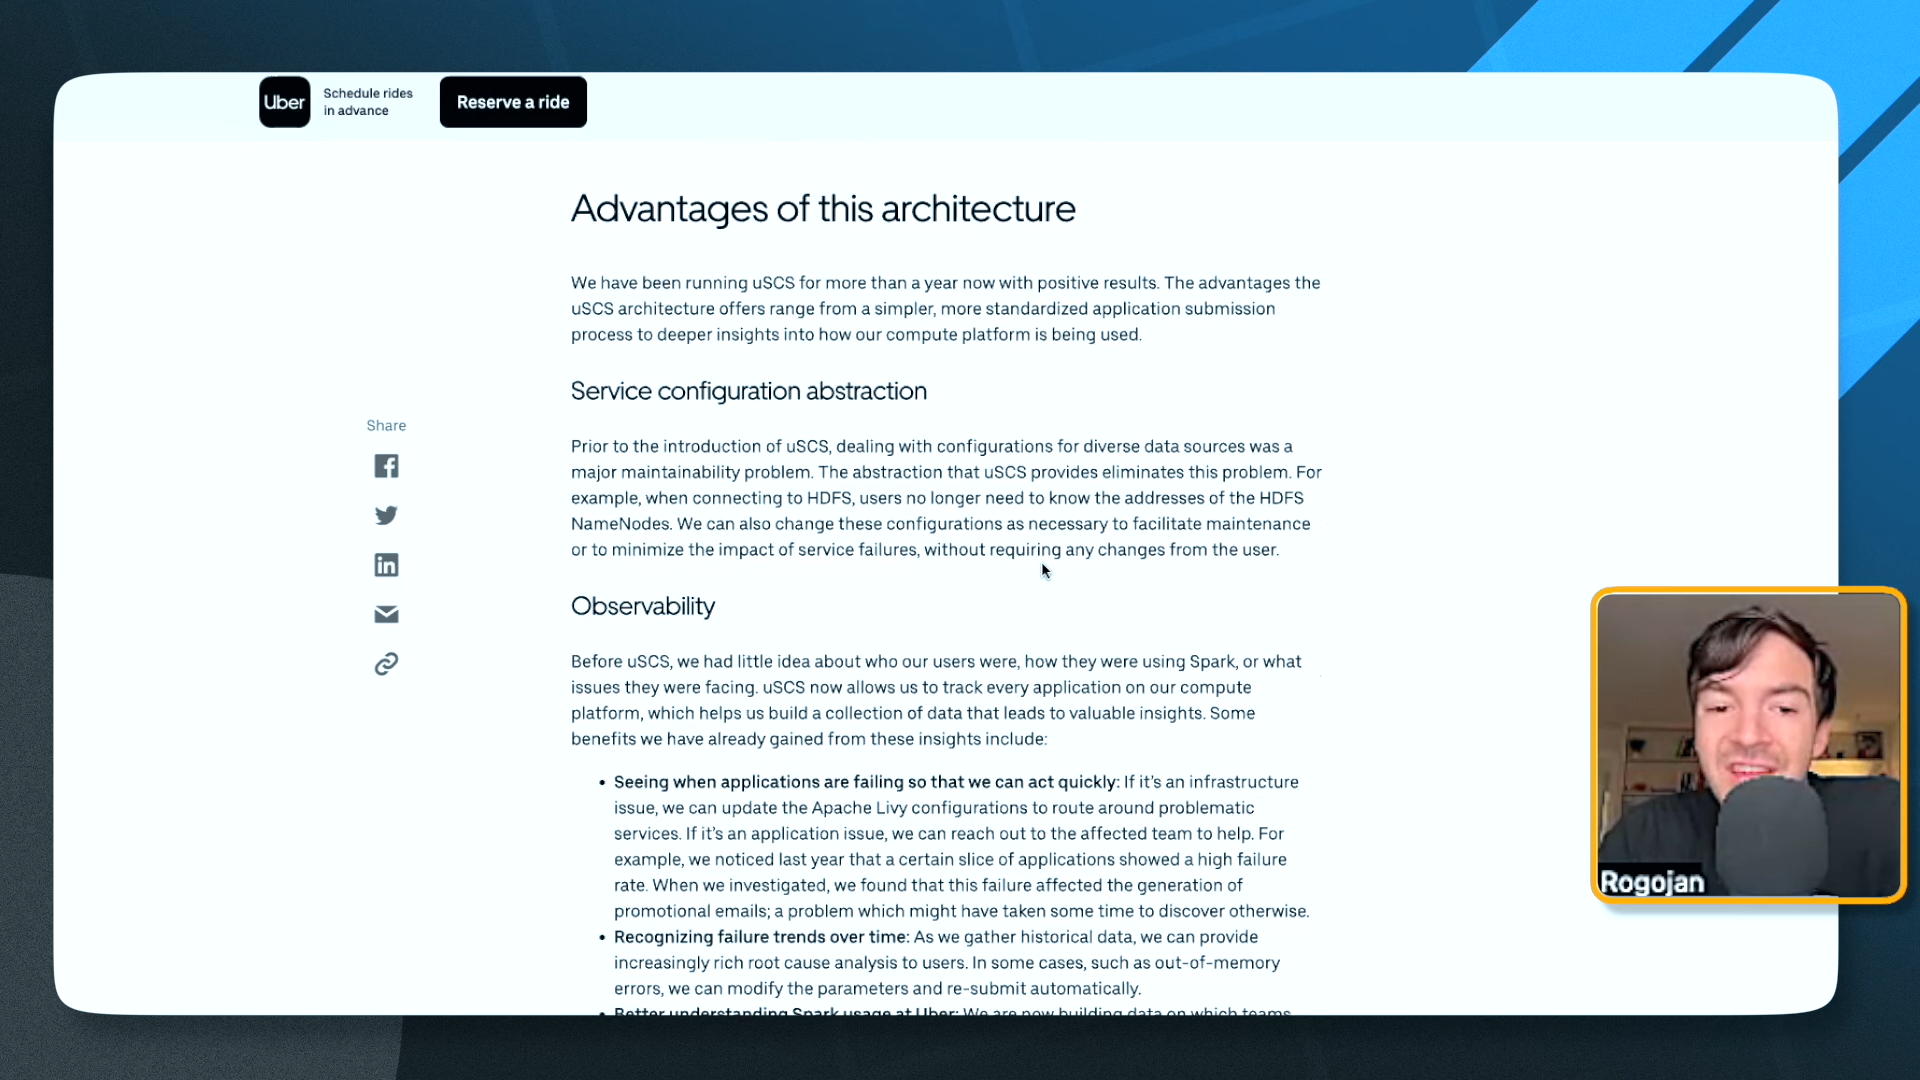 Uber
Schedule rides
in advance
Reserve a ride
Advantages of this architecture
We have been running uSCS for more than a year now with positive results. The advantages the
uSCS architecture offers range from a simpler, more standardized application submission
process to deeper insights into how our compute platform is being used.
Service configuration abstraction
Share
Prior to the introduction of uSCS, dealing with configurations for diverse data sources was a
major maintainability problem. The abstraction that uSCS provides eliminates this problem. For
example, when connecting to HDFS, users no longer need to know the addresses of the HDFS
NameNodes. We can also change these configurations as necessary to facilitate maintenance
or to minimize the impact of service failures, without requiring any changes from the user.
Observability
Before uSCS, we had little idea about who our users were, how they were using Spark, or what
issues they were facing. uSCS now allows us to track every application on our compute
platform, which helps us build a collection of data that leads to valuable insights. Some
benefits we have already gained from these insights include:
• Seeing when applications are failing so that we can act quickly: If it's an infrastructure
issue, we can update the Apache Livy configurations to route around problematic
services. If it's an application issue, we can reach out to the affected team to help. For
example, we noticed last year that a certain slice of applications showed a high failure
rate. When we investigated, we found that this failure affected the generation of
promotional emails; a problem which might have taken some time to discover otherwise.
• Recognizing failure trends over time: As we gather historical data, we can provide
increasingly rich root cause analysis to users. In some cases, such as out-of-memory
errors, we can modify the parameters and re-submit automatically.
• Better understanding Spark usage at Uber: We are now building data on which teams
Rogojan